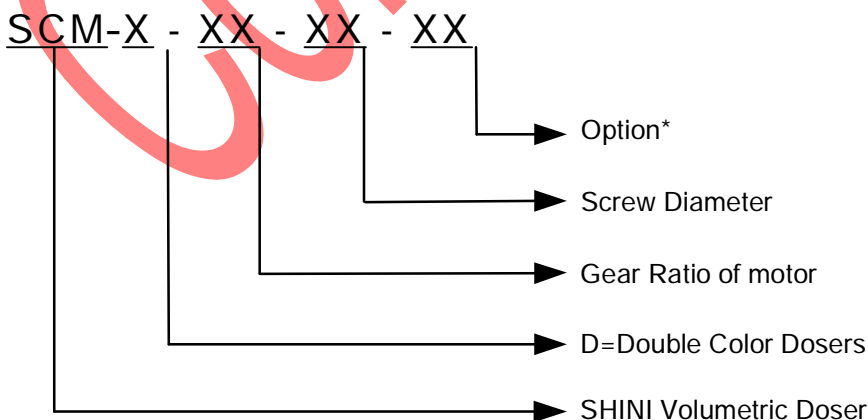 SCM-X - XX - XX - XX
Option*
Screw Diameter
Gear Ratio of motor
D=Double Color Dosers
SHINI Volumetric Doser